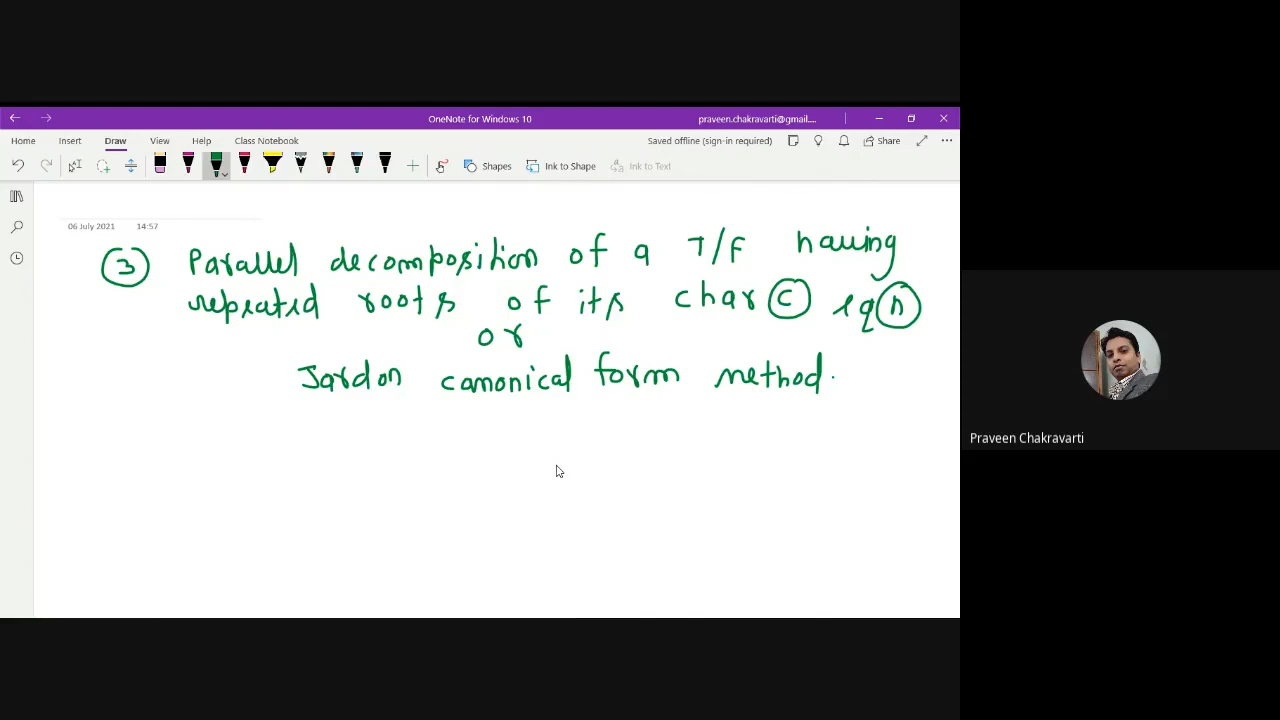 OneNote for Windows 10
praveen.chakravarti@gmail....
Home Insert Draw View Help Class Notebook
Saved offline (sign-in required)
Share
Shapes Ink to Shape Ink to Text
06 July 2021 14:57
3 Parallel decomposition of a T/F having
repeated roots of its char c eq n
or
Jordon canonical form method.
Praveen Chakravarti